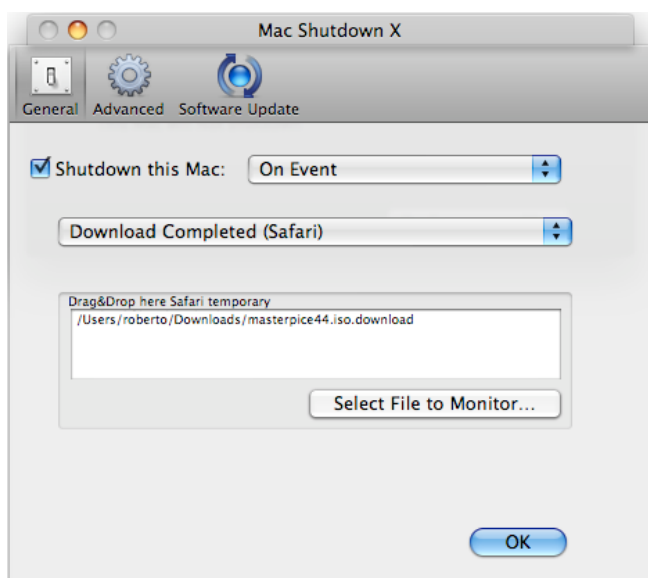 Mac Shutdown X
General Advanced Software Update
Shutdown this Mac: On Event
Download Completed (Safari)
Drag&Drop here Safari temporary
/Users/roberto/Downloads/masterpice44.iso.download
Select File to Monitor...
OK